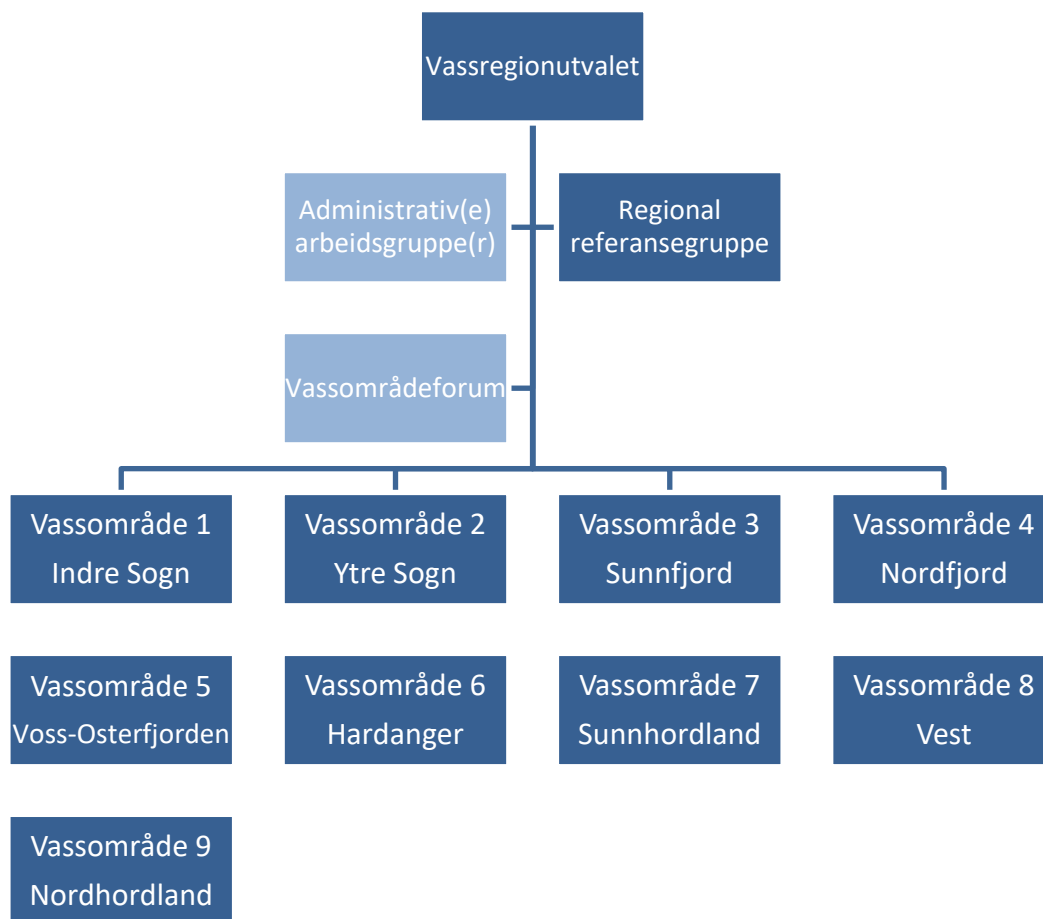 Vassregionutvalet
Administrativ(e)
arbeidsgruppe(r)
Regional
referansegruppe
Vassområdeforum
Vassområde 1
Indre Sogn
Vassområde 2
Ytre Sogn
Vassområde 3
Sunnfjord
Vassområde 4
Nordfjord
Vassområde 5
Voss-Osterfjorden
Vassområde 6
Hardanger
Vassområde 7
Sunnhordland
Vassområde 8
Vest
Vassområde 9
Nordhordland